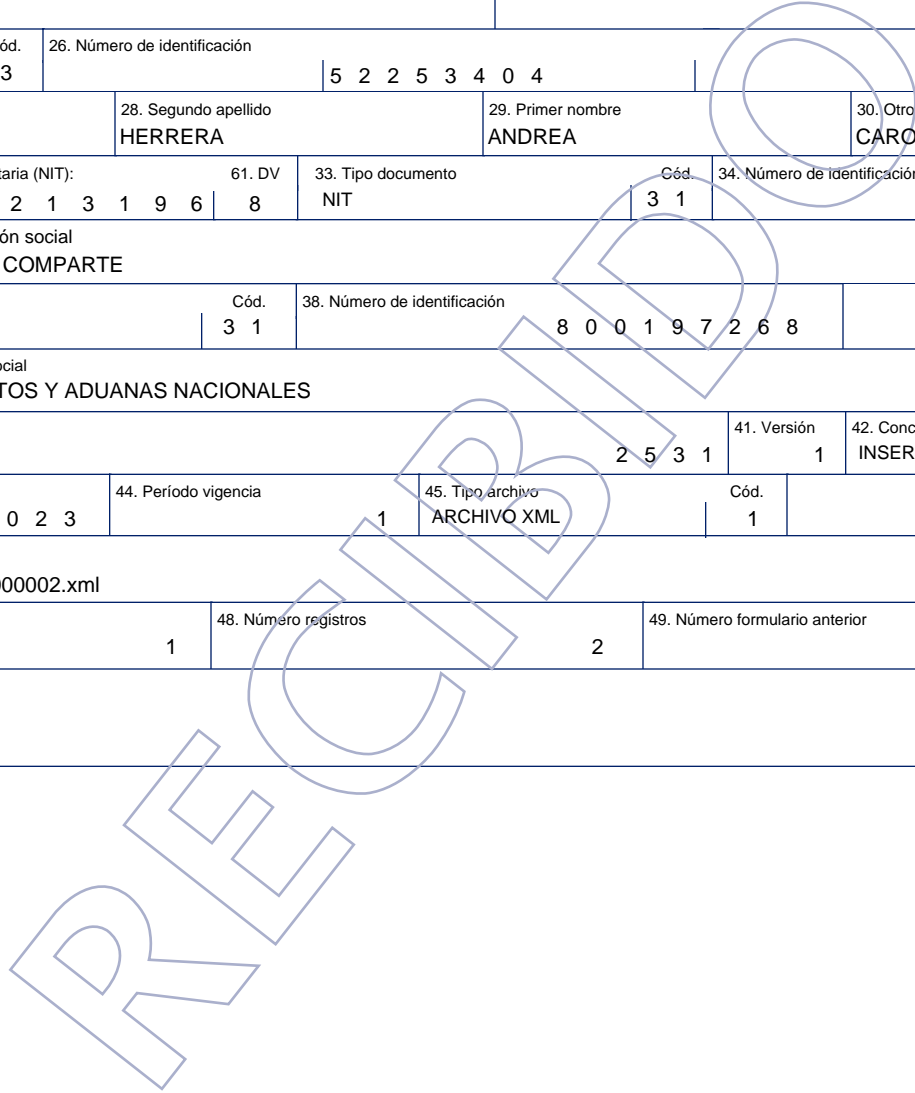 ód. 26. Número de identificación
3 5 2 2 5 3 4 0 4
28. Segundo apellido 29. Primer nombre 30. Otro
HERRERA ANDREA CARO
taria (NIT): 61. DV 33. Tipo documento Cód. 34. Número de identificación
2 1 3 1 9 6 8 NIT 3 1
ón social
COMPARTE
Cód. 38. Número de identificación
3 1 8 0 0 1 9 7 2 6 8
ocial
TOS Y ADUANAS NACIONALES
41. Versión 42. Conc
2 5 3 1 1 INSER
44. Período vigencia 45. Tipo archivo Cód.
0 2 3 1 ARCHIVO XML 1
000002.xml
48. Número registros 49. Número formulario anterior
1 2
RECIBIDO